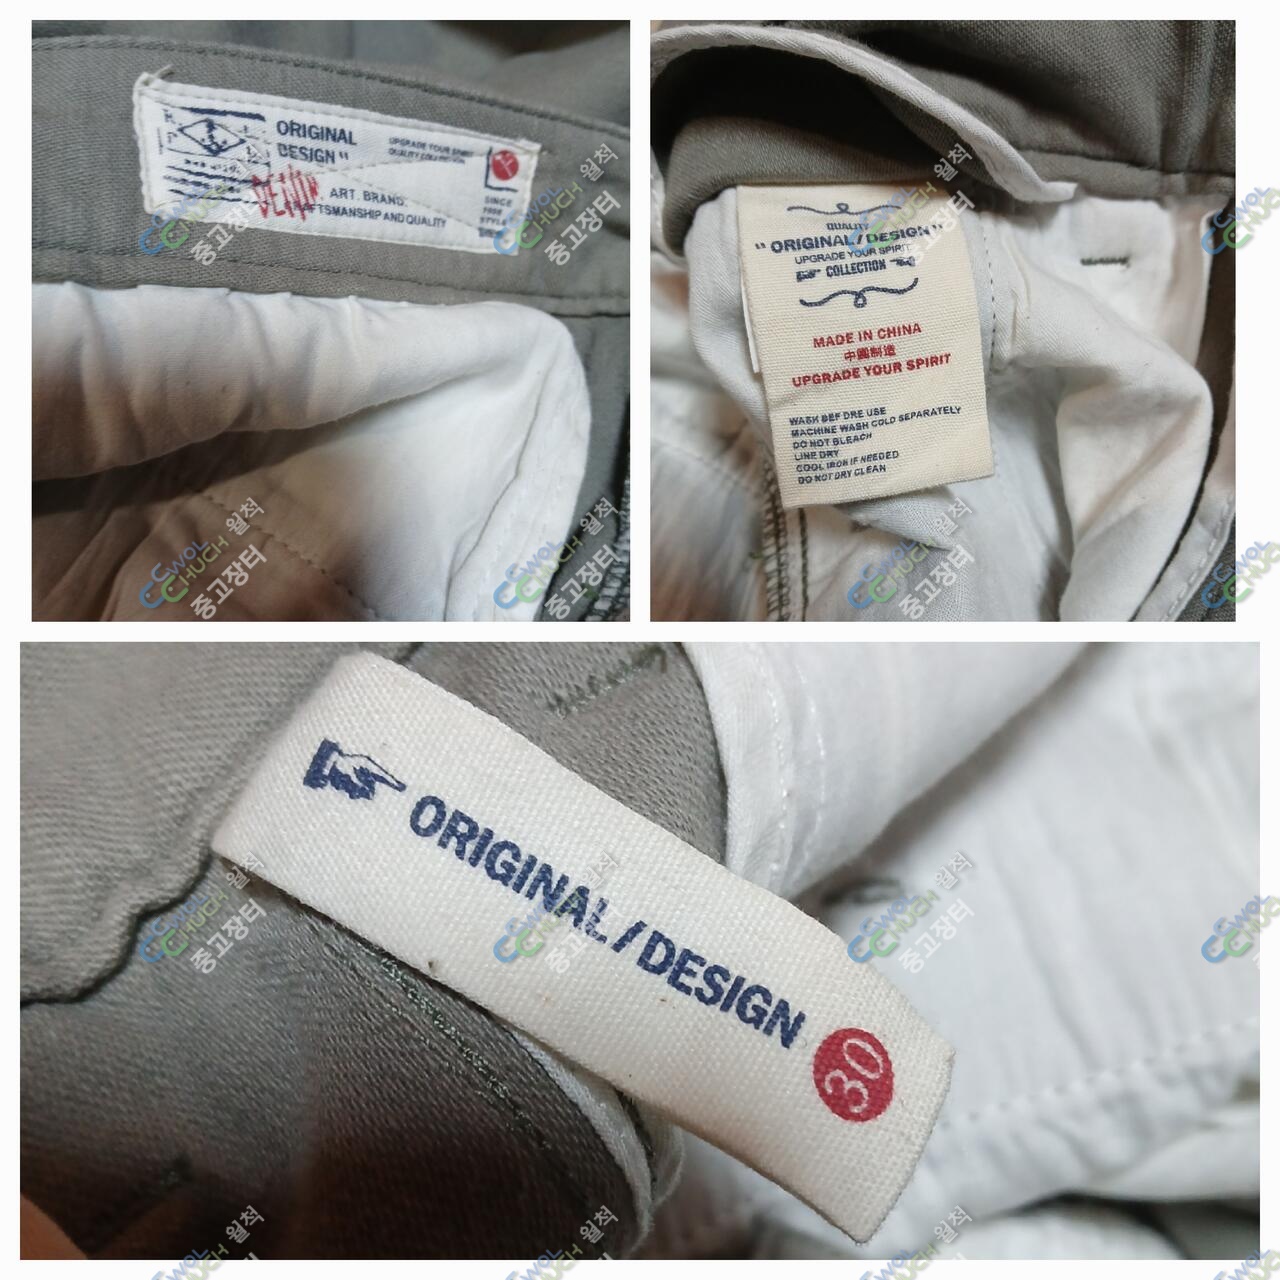 ORIGINAL
DESIGN"
DENIM
ART. BRAND.
CRAFTSMANSHIP AND QUALITY
UPGRADE YOUR SPIRIT
QUALITY COLLECTION
SINCE
STYLE
QUALITY
"ORIGINAL/DESIGN"
UPGRADE YOUR SPIRIT
COLLECTION
MADE IN CHINA
中國制造
UPGRADE YOUR SPIRIT
WASH BEF DRE USE
MACHINE WASH COLD SEPARATELY
DO NOT BLEACH
LINE DRY
COOL IRON IF NEEDED
DO NOT DRY CLEAN
ORIGINAL/DESIGN
30
CWOL
CHUCK 월척
중고장터